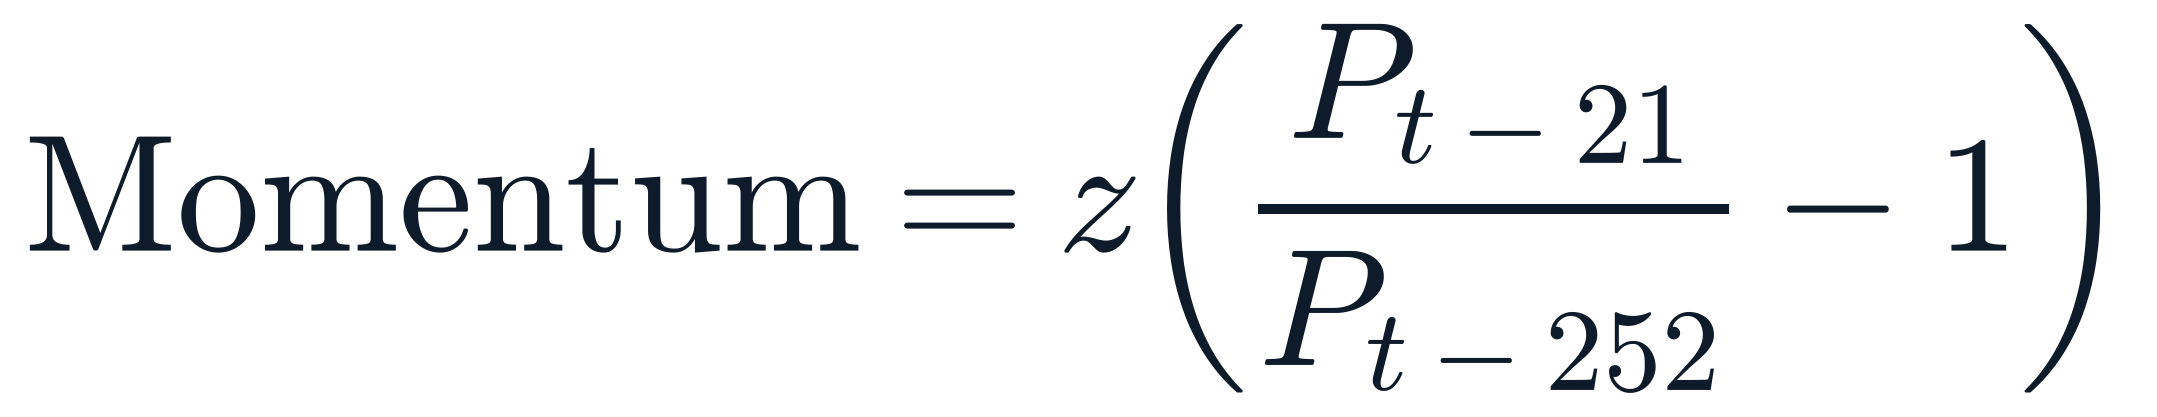 Momentum = z(P_{t − 21}/P_{t − 252} − 1)